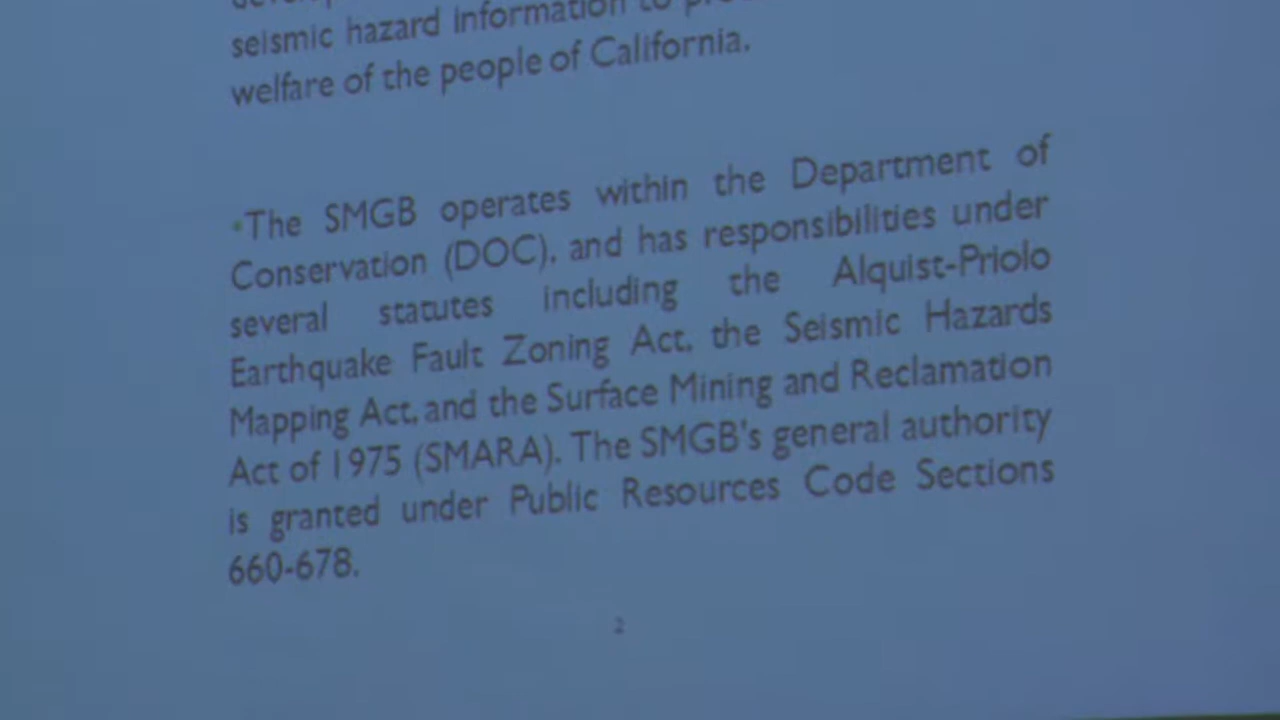 seismic hazard information to
welfare of the people of California.
•The SMGB operates within the Department of
Conservation (DOC), and has responsibilities under
several statutes including the Alquist-Priolo
Earthquake Fault Zoning Act, the Seismic Hazards
Mapping Act, and the Surface Mining and Reclamation
Act of 1975 (SMARA). The SMGB's general authority
is granted under Public Resources Code Sections
660-678.
2